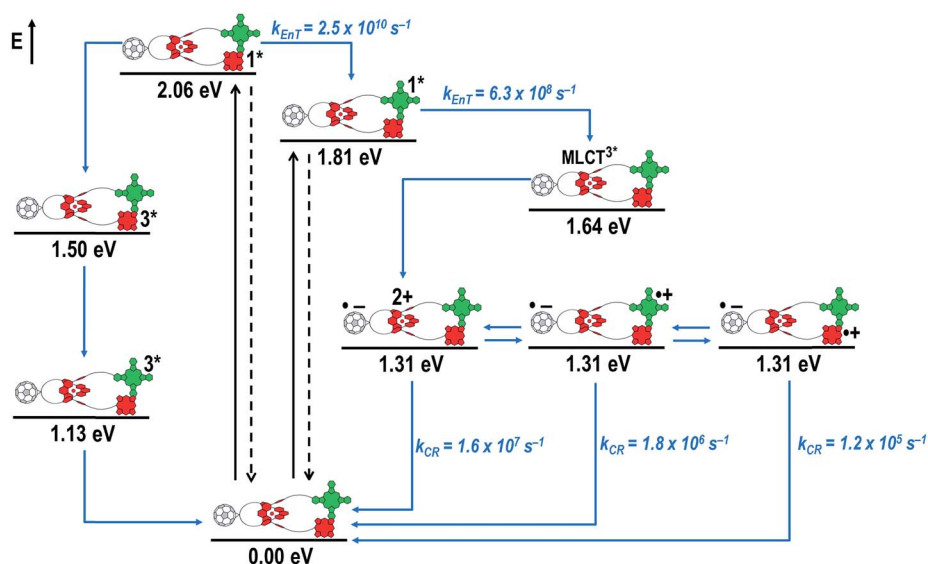 E
k_EnT = 2.5 x 10^10 s^–1
1*
2.06 eV
1*
k_EnT = 6.3 x 10^8 s^–1
1.81 eV
MLCT^3*
1.64 eV
3*
1.50 eV
• –
2+
1.31 eV
• –
•+
1.31 eV
• –
•+
1.31 eV
3*
1.13 eV
k_CR = 1.6 x 10^7 s^–1
k_CR = 1.8 x 10^6 s^–1
k_CR = 1.2 x 10^5 s^–1
0.00 eV